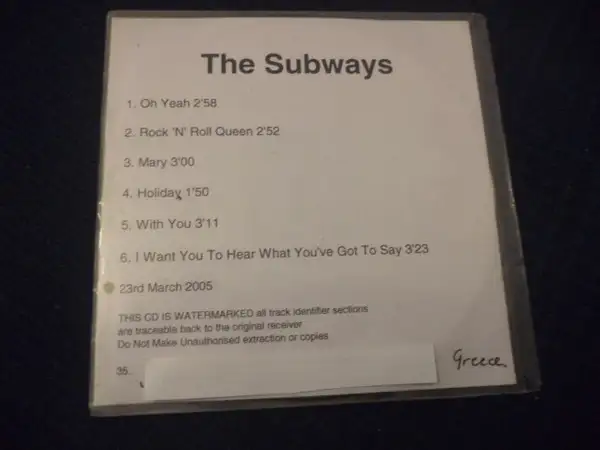 The Subways
1. Oh Yeah 2'58
2. Rock 'N' Roll Queen 2'52
3. Mary 3'00
4. Holiday 1'50
5. With You 3'11
6. I Want You To Hear What You've Got To Say 3'23
23rd March 2005
THIS CD IS WATERMARKED all track identifier sections
are traceable back to the original receiver
Do Not Make Unauthorised extraction or copies
35.
Greece